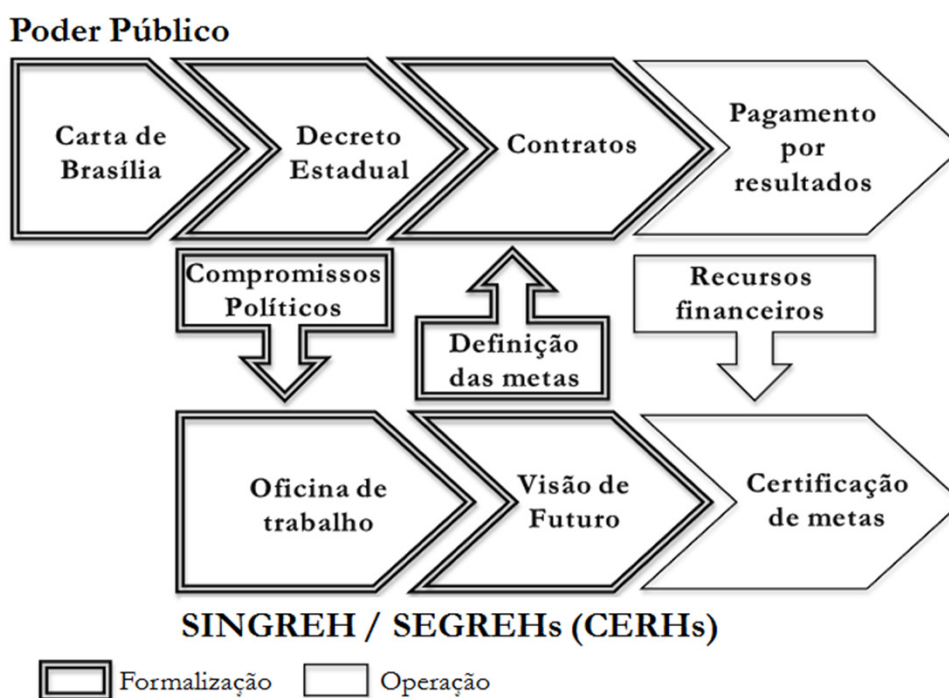 Poder Público
Carta de
Brasília
Decreto
Estadual
Contratos
Pagamento
por
resultados
Compromissos
Políticos
Definição
das metas
Recursos
financeiros
Oficina de
trabalho
Visão de
Futuro
Certificação
de metas
SINGREH / SEGREHs (CERHs)
Formalização
Operação